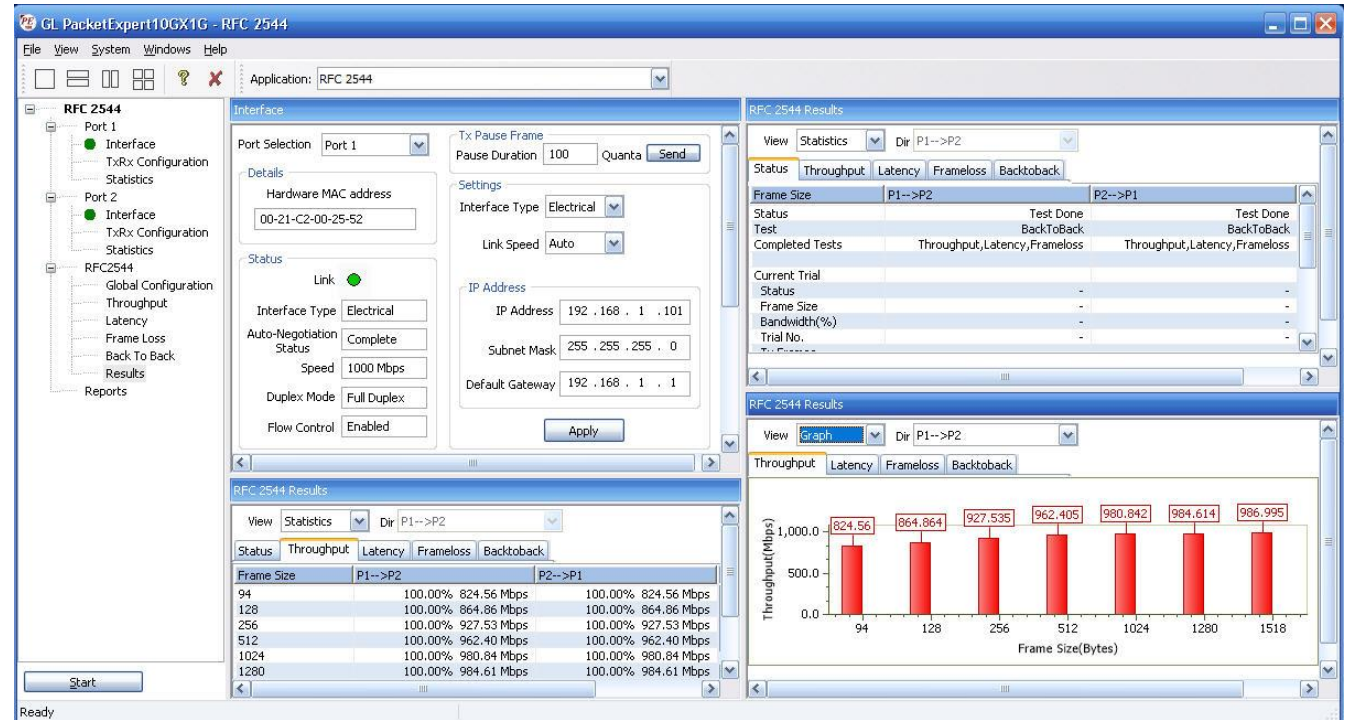 GL PacketExpert10GX1G - RFC 2544
File View System Windows Help
Application: RFC 2544
RFC 2544
Port 1
Interface
TxRx Configuration
Statistics
Port 2
Interface
TxRx Configuration
Statistics
RFC2544
Global Configuration
Throughput
Latency
Frame Loss
Back To Back
Results
Reports
Start
Ready
Interface
Port Selection Port 1
Details
Hardware MAC address
00-21-C2-00-25-52
Status
Link
Interface Type Electrical
Auto-Negotiation Status Complete
Speed 1000 Mbps
Duplex Mode Full Duplex
Flow Control Enabled
Tx Pause Frame
Pause Duration 100 Quanta Send
Settings
Interface Type Electrical
Link Speed Auto
IP Address
IP Address 192 .168 . 1 .101
Subnet Mask 255 .255 .255 . 0
Default Gateway 192 .168 . 1 . 1
Apply
RFC 2544 Results
View Statistics Dir P1-->P2
Status Throughput Latency Frameloss Backtoback
Frame Size P1-->P2 P2-->P1
94 100.00% 824.56 Mbps 100.00% 824.56 Mbps
128 100.00% 864.86 Mbps 100.00% 864.86 Mbps
256 100.00% 927.53 Mbps 100.00% 927.53 Mbps
512 100.00% 962.40 Mbps 100.00% 962.40 Mbps
1024 100.00% 980.84 Mbps 100.00% 980.84 Mbps
1280 100.00% 984.61 Mbps 100.00% 984.61 Mbps
RFC 2544 Results
View Statistics Dir P1-->P2
Status Throughput Latency Frameloss Backtoback
Frame Size P1-->P2 P2-->P1
Status Test Done Test Done
Test BackToBack BackToBack
Completed Tests Throughput,Latency,Frameloss Throughput,Latency,Frameloss
Current Trial
Status - -
Frame Size - -
Bandwidth(%) - -
Trial No. - -
RFC 2544 Results
View Graph Dir P1-->P2
Throughput Latency Frameloss Backtoback
Throughput(Mbps)
1,000.0
500.0
0.0
824.56 864.864 927.535 962.405 980.842 984.614 986.995
94 128 256 512 1024 1280 1518
Frame Size(Bytes)